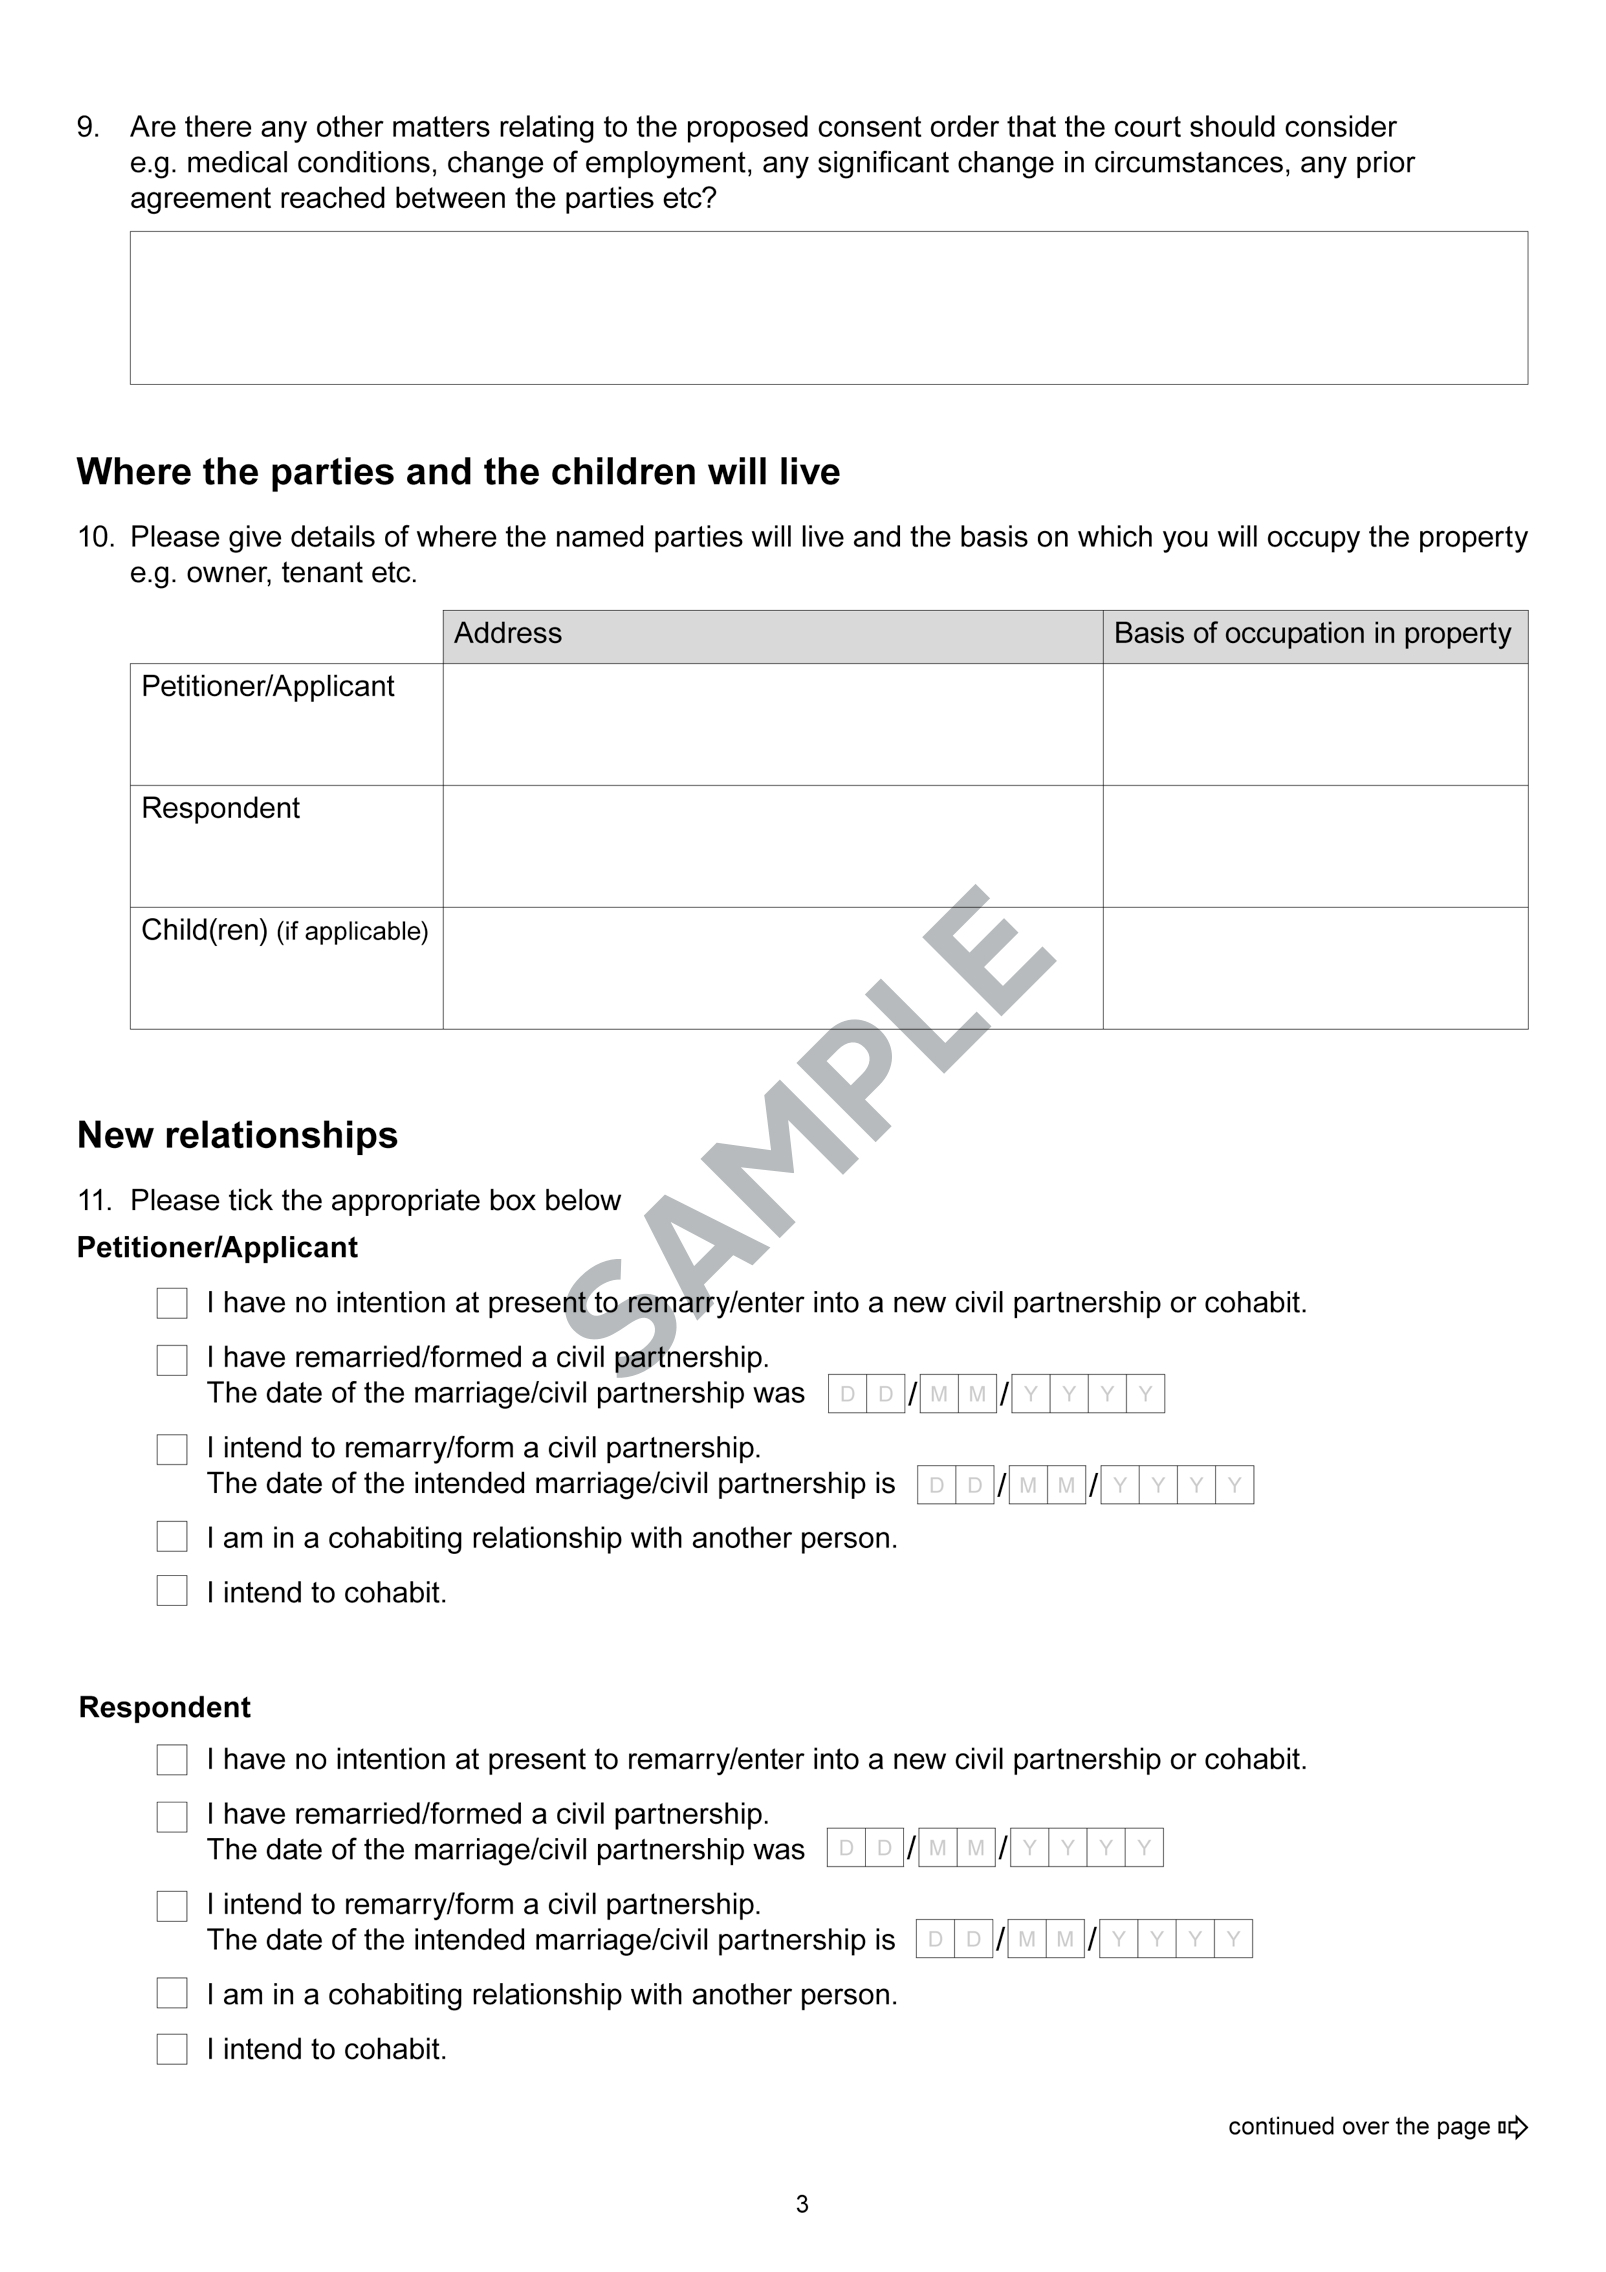 9. Are there any other matters relating to the proposed consent order that the court should consider
e.g. medical conditions, change of employment, any significant change in circumstances, any prior
agreement reached between the parties etc?
Where the parties and the children will live
10. Please give details of where the named parties will live and the basis on which you will occupy the property
e.g. owner, tenant etc.
Address Basis of occupation in property
Petitioner/Applicant
Respondent
Child(ren) (if applicable)
SAMPLE
New relationships
11. Please tick the appropriate box below
Petitioner/Applicant
I have no intention at present to remarry/enter into a new civil partnership or cohabit.
I have remarried/formed a civil partnership.
The date of the marriage/civil partnership was D D / M M / Y Y Y Y
I intend to remarry/form a civil partnership.
The date of the intended marriage/civil partnership is D D / M M / Y Y Y Y
I am in a cohabiting relationship with another person.
I intend to cohabit.
Respondent
I have no intention at present to remarry/enter into a new civil partnership or cohabit.
I have remarried/formed a civil partnership.
The date of the marriage/civil partnership was D D / M M / Y Y Y Y
I intend to remarry/form a civil partnership.
The date of the intended marriage/civil partnership is D D / M M / Y Y Y Y
I am in a cohabiting relationship with another person.
I intend to cohabit.
continued over the page
3